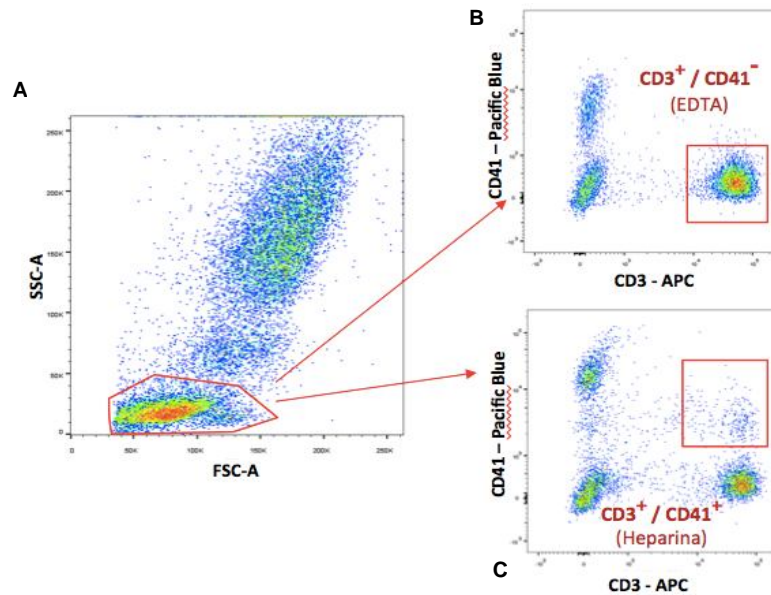 A
250K
200K
150K
100K
50K
0
SSC-A
0
50K
100K
150K
200K
250K
FSC-A
B
CD41 – Pacific Blue
CD3⁺ / CD41⁻
(EDTA)
CD3 - APC
CD41 – Pacific Blue
CD3⁺ / CD41⁺
(Heparina)
C
CD3 - APC